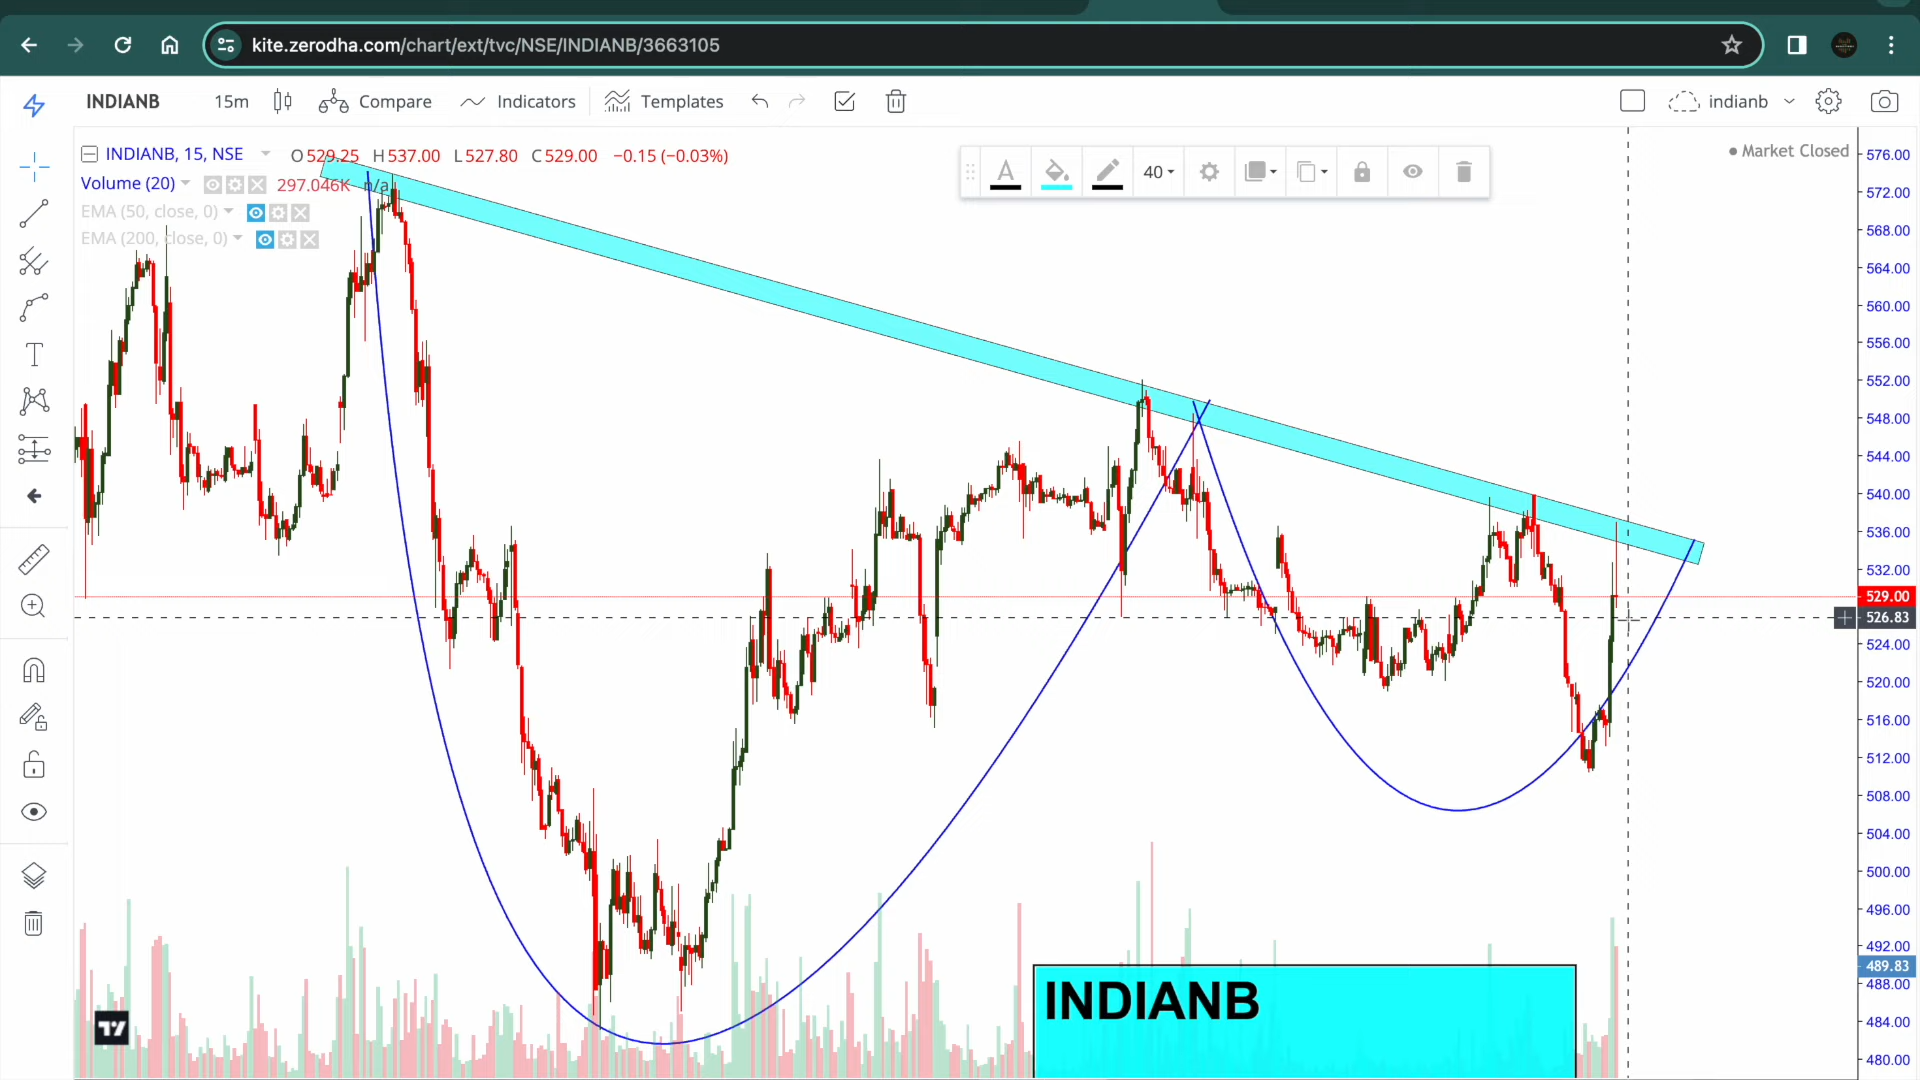 kite.zerodha.com/chart/ext/tvc/NSE/INDIANB/3663105
INDIANB 15m Compare Indicators Templates indianb
INDIANB, 15, NSE O529.25 H537.00 L527.80 C529.00 −0.15 (−0.03%)
Market Closed
Volume (20) 297.046K n/a
EMA (50, close, 0)
EMA (200, close, 0)
A 40
T
576.00
572.00
568.00
564.00
560.00
556.00
552.00
548.00
544.00
540.00
536.00
532.00
529.00
526.83
524.00
520.00
516.00
512.00
508.00
504.00
500.00
496.00
492.00
489.83
488.00
484.00
480.00
INDIANB